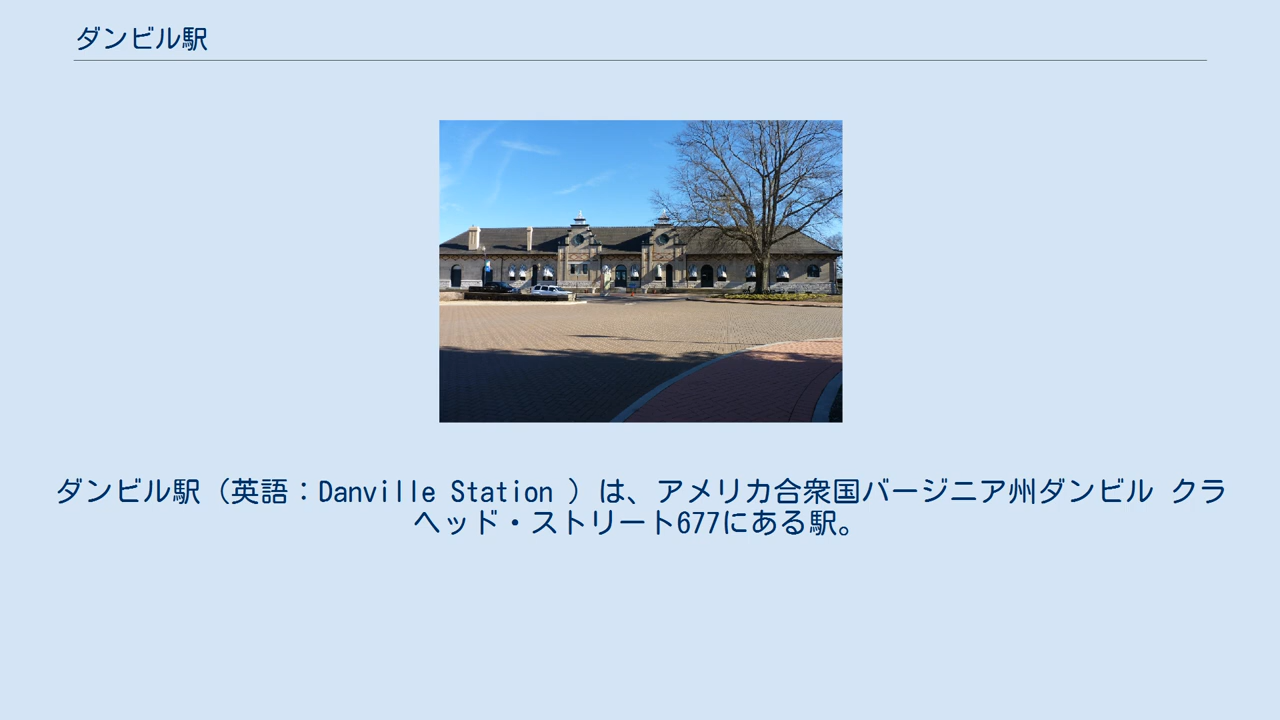 ダンビル駅
ダンビル駅（英語：Danville Station ）は、アメリカ合衆国バージニア州ダンビル クラ
ヘッド・ストリート677にある駅。